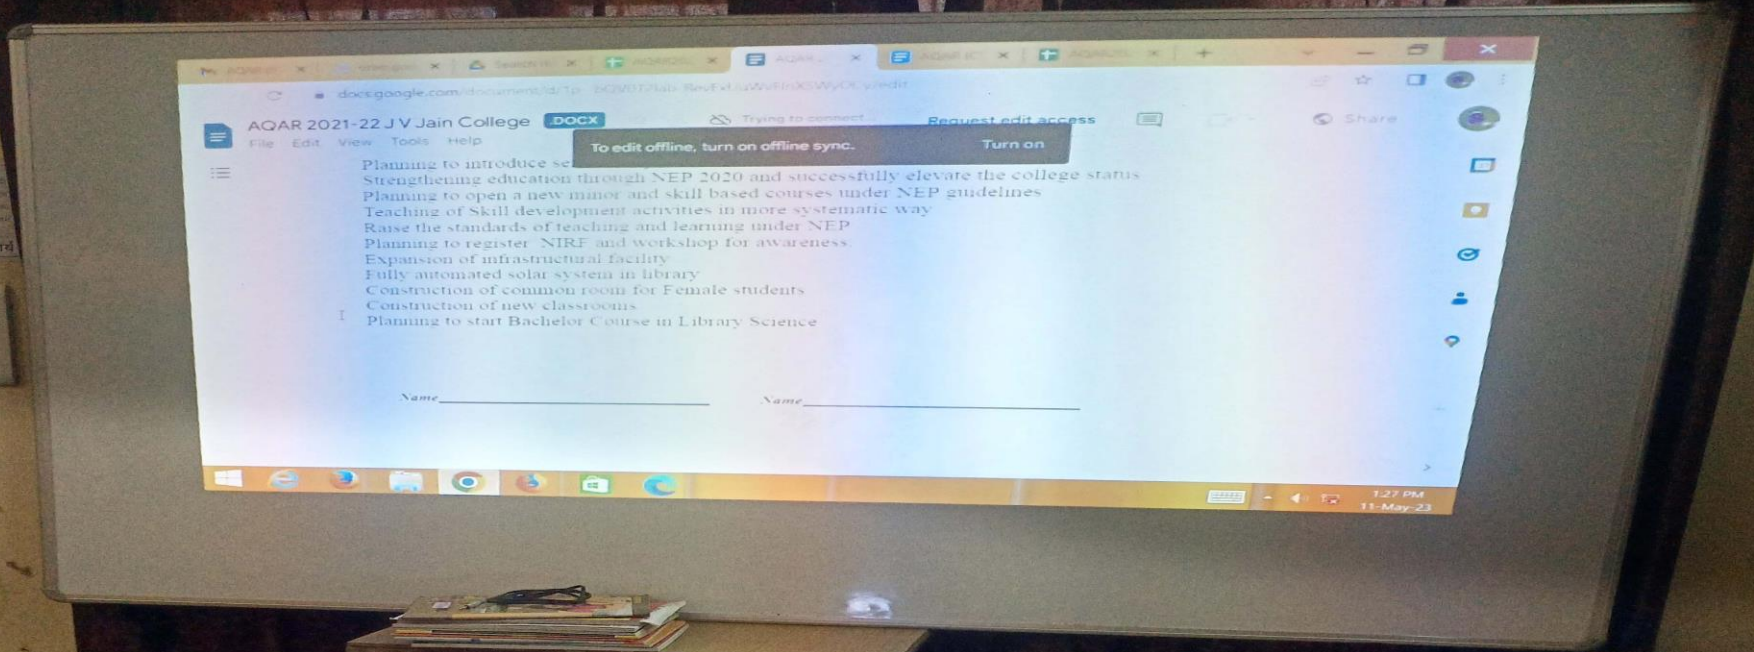 Search
docs.google.com/document/d/
AQAR 2021-22 J V Jain College .DOCX
Trying to connect...
Request edit access
Share
File Edit View Tools Help
To edit offline, turn on offline sync. Turn on
Planning to introduce se
Strengthening education through NEP 2020 and successfully elevate the college status
Planning to open a new minor and skill based courses under NEP guidelines
Teaching of Skill development activities in more systematic way
Raise the standards of teaching and learning under NEP
Planning to register NIRF and workshop for awareness.
Expansion of infrastructural facility
Fully automated solar system in library
Construction of common room for Female students
Construction of new classrooms
Planning to start Bachelor Course in Library Science
Name Name
1:27 PM
11-May-23